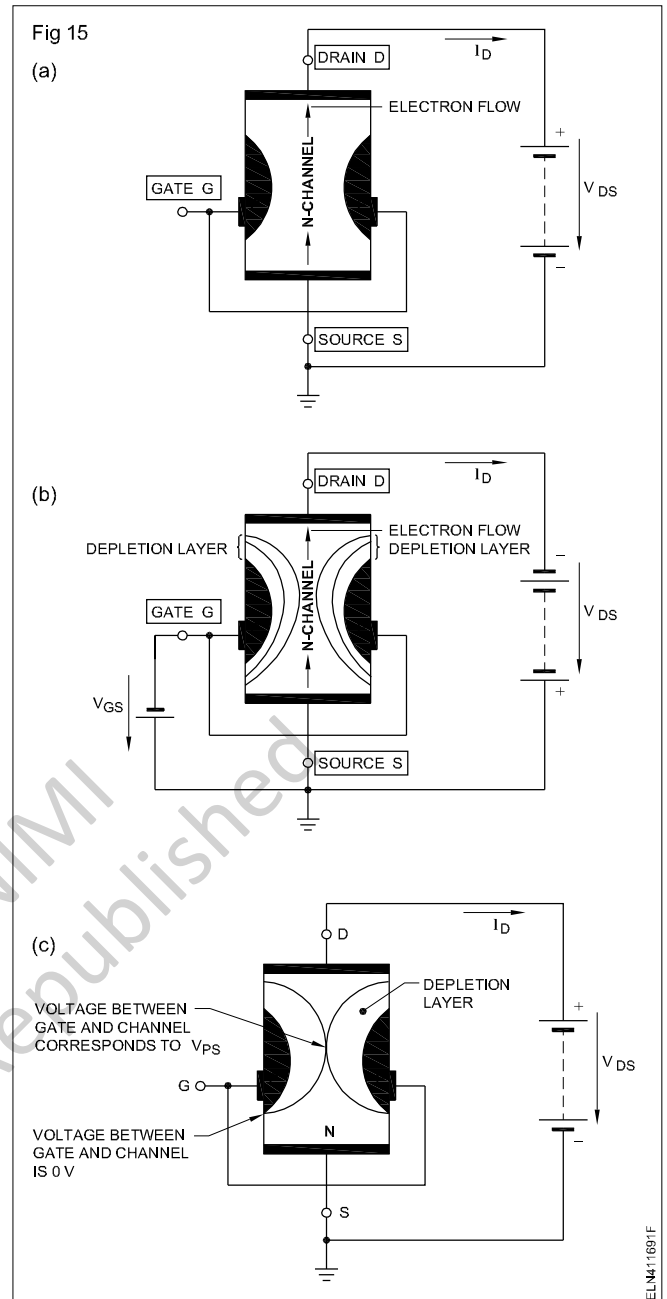 Fig 15
(a)
I D
DRAIN D
ELECTRON FLOW
+
GATE G
N-CHANNEL
V DS
–
SOURCE S
(b)
I D
DRAIN D
–
DEPLETION LAYER
ELECTRON FLOW
DEPLETION LAYER
GATE G
N-CHANNEL
V DS
V GS
+
SOURCE S
NIMI
Republished
(c)
I D
D
DEPLETION
LAYER
VOLTAGE BETWEEN
GATE AND CHANNEL
CORRESPONDS TO V PS
+
V DS
G
N
VOLTAGE BETWEEN
GATE AND CHANNEL
IS 0 V
–
S
ELN411691F